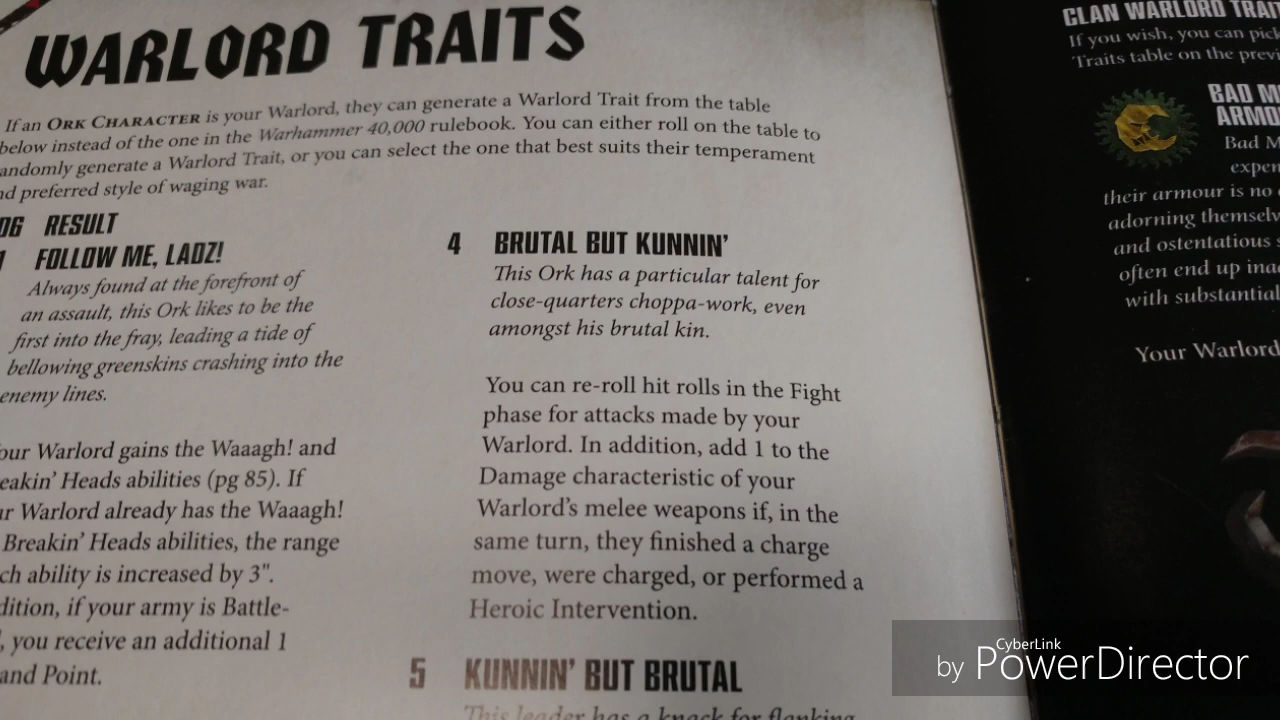 WARLORD TRAITS
If an ORK CHARACTER is your Warlord, they can generate a Warlord Trait from the table
below instead of the one in the Warhammer 40,000 rulebook. You can either roll on the table to
andomly generate a Warlord Trait, or you can select the one that best suits their temperament
nd preferred style of waging war.
D6 RESULT
1 FOLLOW ME, LADZ!
Always found at the forefront of
an assault, this Ork likes to be the
first into the fray, leading a tide of
bellowing greenskins crashing into the
enemy lines.
our Warlord gains the Waaagh! and
eakin' Heads abilities (pg 85). If
ur Warlord already has the Waaagh!
Breakin' Heads abilities, the range
ch ability is increased by 3".
dition, if your army is Battle-
, you receive an additional 1
and Point.
4 BRUTAL BUT KUNNIN'
This Ork has a particular talent for
close-quarters choppa-work, even
amongst his brutal kin.
You can re-roll hit rolls in the Fight
phase for attacks made by your
Warlord. In addition, add 1 to the
Damage characteristic of your
Warlord's melee weapons if, in the
same turn, they finished a charge
move, were charged, or performed a
Heroic Intervention.
5 KUNNIN' BUT BRUTAL
This leader has a knack for flanking
CLAN WARLORD TRAIT
If you wish, you can pick
Traits table on the previ
BAD M
ARMO
Bad M
expen
their armour is no
adorning themselv
and ostentatious
often end up ina
with substantial
Your Warlord
by CyberLink PowerDirector